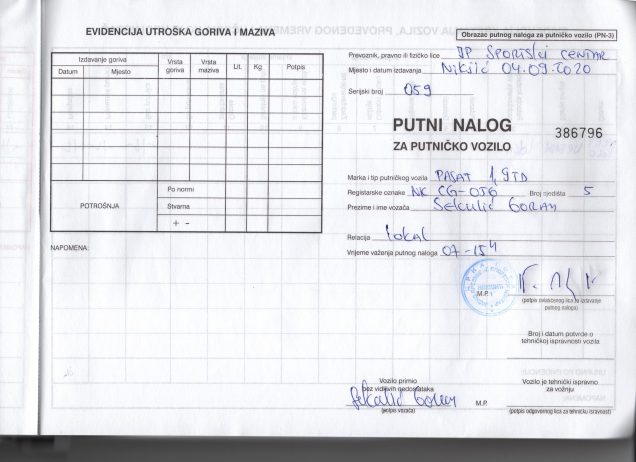 EVIDENCIJA UTROŠKA GORIVA I MAZIVA
Izdavanje goriva
Datum Mjesto
Vrsta goriva
Vrsta maziva
Lit. Kg Potpis
POTROŠNJA
Po normi
Stvarna
+ -
NAPOMENA:
Obrazac putnog naloga za putničko vozilo (PN-3)
Prevoznik, pravno ili fizičko lice JP SPORTSKI CENTAR
Mjesto i datum izdavanja Nikšić 04.09.2020
Serijski broj 059
PUTNI NALOG
ZA PUTNIČKO VOZILO
386796
Marka i tip putničkog vozila PASAT 1,9TD
Registarske oznake NK CG-056 Broj sjedišta 5
Prezime i ime vozača Sekulić Goran
Relacija lokal
Vrijeme važenja putnog naloga 07-15h
M.P.
(potpis ovlašćenog lica za izdavanje
putnog naloga)
Broj i datum potvrde o
tehničkoj ispravnosti vozila
Vozilo primio
bez vidljivih nedostataka
Sekulić Goran
(potpis vozača)
M.P.
Vozilo je tehnički ispravno
za vožnju
(potpis odgovornog lica za tehničku ispravnost)